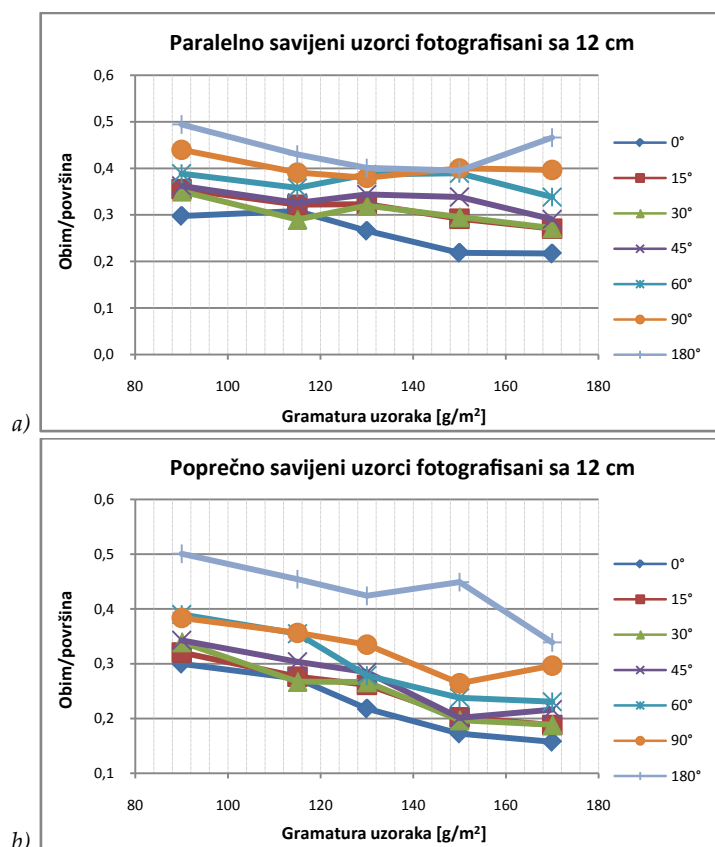 Paralelno savijeni uzorci fotografisani sa 12 cm
0,6
0,5
0,4
0,3
0,2
0,1
0,0
Obim/površina
80 100 120 140 160 180
Gramatura uzoraka [g/m²]
0°
15°
30°
45°
60°
90°
180°
a)
Poprečno savijeni uzorci fotografisani sa 12 cm
0,6
0,5
0,4
0,3
0,2
0,1
Obim/površina
80 100 120 140 160 180
Gramatura uzoraka [g/m²]
0°
15°
30°
45°
60°
90°
180°
b)